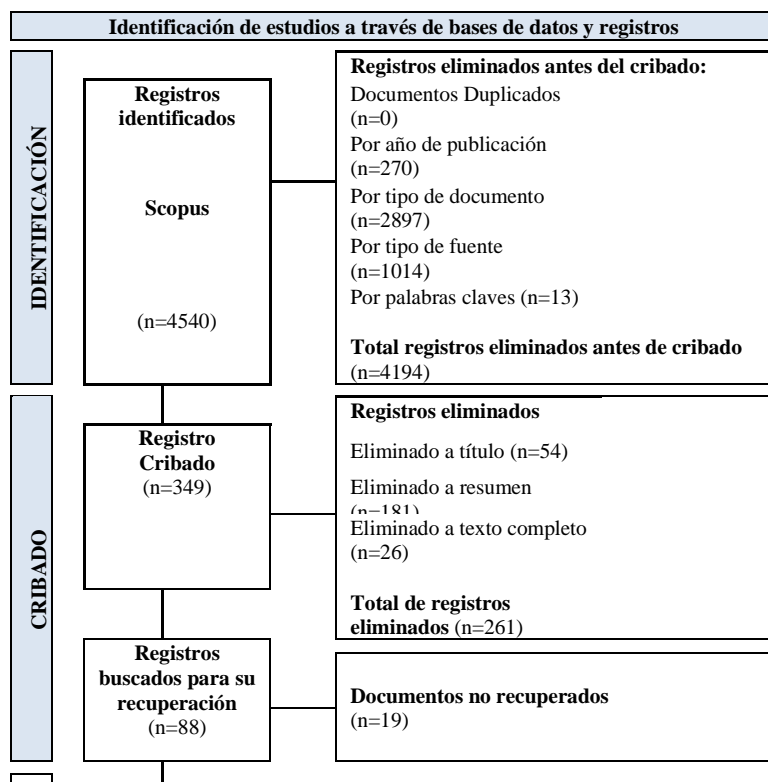 Identificación de estudios a través de bases de datos y registros
IDENTIFICACIÓN
Registros
identificados
Scopus
(n=4540)
Registros eliminados antes del cribado:
Documentos Duplicados
(n=0)
Por año de publicación
(n=270)
Por tipo de documento
(n=2897)
Por tipo de fuente
(n=1014)
Por palabras claves (n=13)
Total registros eliminados antes de cribado
(n=4194)
CRIBADO
Registro
Cribado
(n=349)
Registros eliminados
Eliminado a título (n=54)
Eliminado a resumen
(n=181)
Eliminado a texto completo
(n=26)
Total de registros
eliminados (n=261)
Registros
buscados para su
recuperación
(n=88)
Documentos no recuperados
(n=19)